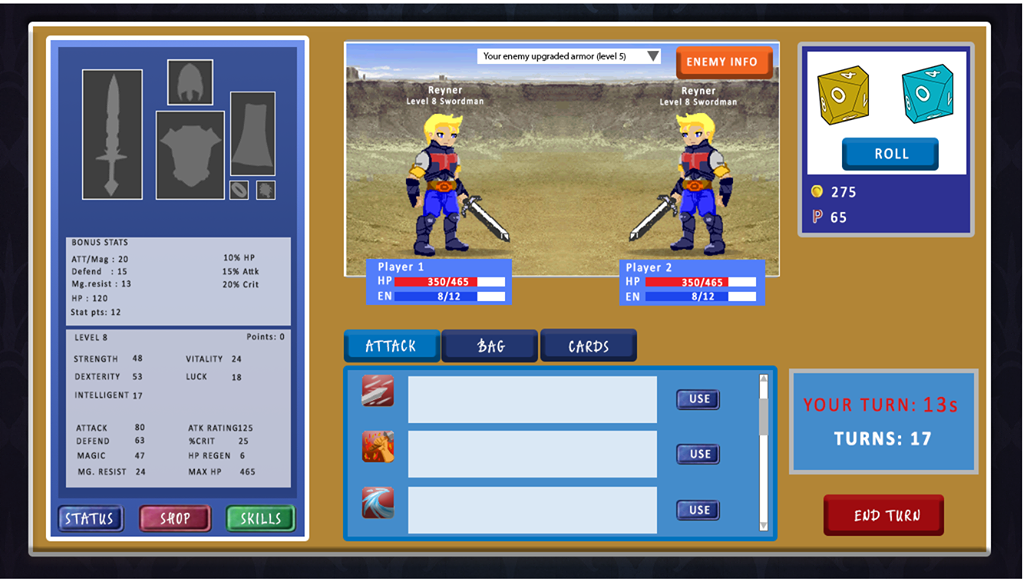 BONUS STATS
ATT/Mag : 20
10% HP
Defend : 15
15% Attk
Mg.resist : 13
20% Crit
HP : 120
Stat pts: 12
LEVEL 8
Points: 0
STRENGTH 48
VITALITY 24
DEXTERITY 53
LUCK 18
INTELLIGENT 17
ATTACK 80
ATK RATING125
DEFEND 63
%CRIT 25
MAGIC 47
HP REGEN 6
MG. RESIST 24
MAX HP 465
STATUS
SHOP
SKILLS
Your enemy upgraded armor (level 5)
ENEMY INFO
Reyner
Level 8 Swordman
Reyner
Level 8 Swordman
Player 1
HP 350/465
EN 8/12
Player 2
HP 350/465
EN 8/12
ATTACK
BAG
CARDS
USE
USE
USE
0
0
4
ROLL
275
P 65
YOUR TURN: 13s
TURNS: 17
END TURN